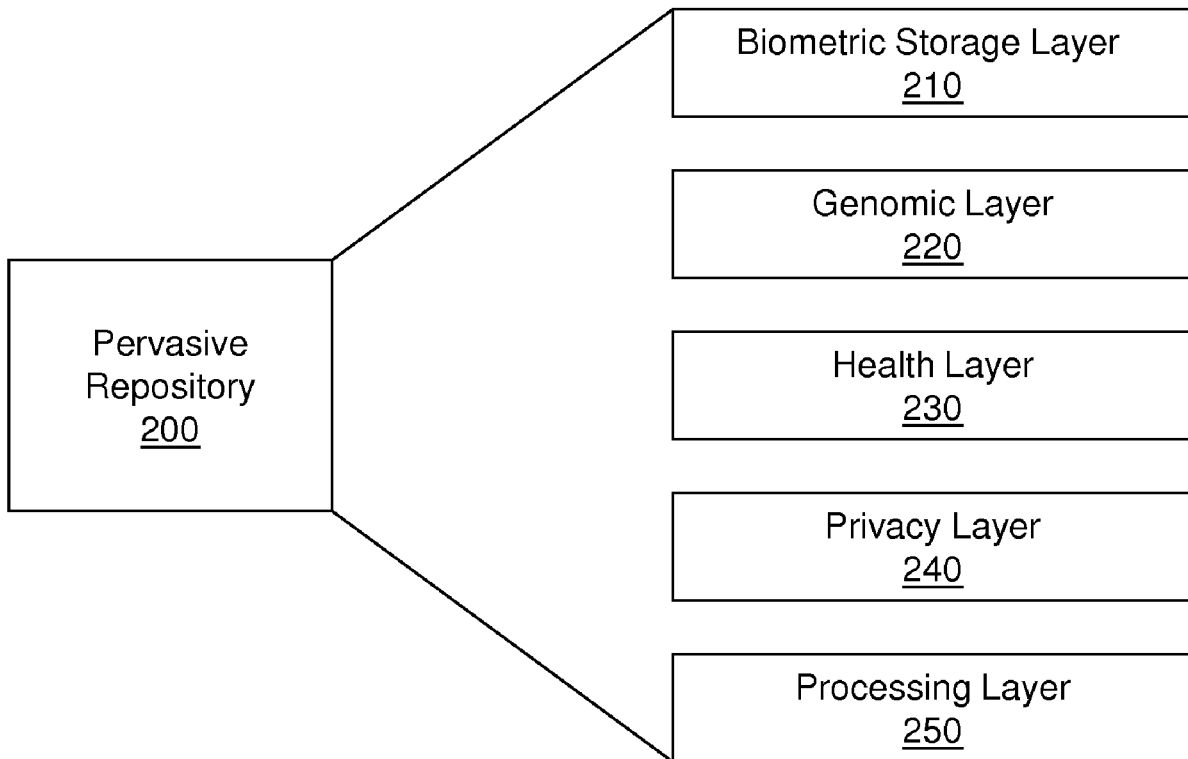 Pervasive
Repository
200
Biometric Storage Layer
210
Genomic Layer
220
Health Layer
230
Privacy Layer
240
Processing Layer
250